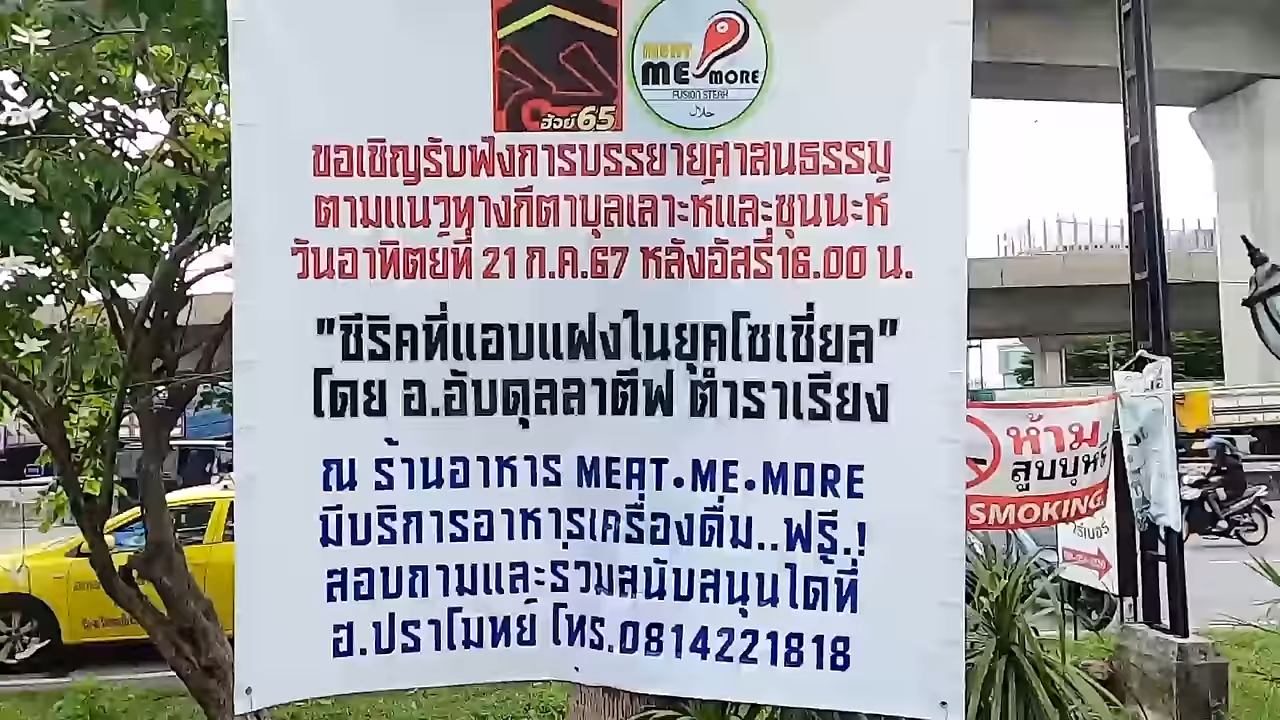 ฮ้วย65
MEAT
ME MORE
FUSION STEAK
حلال
ขอเชิญรับฟังการบรรยายศาสนธรรม
ตามแนวทางกีตาบุลเลาะห์และซุนนะห์
วันอาทิตย์ที่ 21 ก.ค.67 หลังอัสรี่16.00 น.
"ชีริคที่แอบแฝงในยุคโซเชี่ยล"
โดย อ.อับดุลลาตีฟ ตำราเรียง
ณ ร้านอาหาร MEAT.ME.MORE
มีบริการอาหารเครื่องดื่ม..ฟรี.!
สอบถามและร่วมสนับสนุนได้ที่
อ.ปราโมทย์ โทร.0814221818
ห้าม
สูบบุหรี่
SMOKING